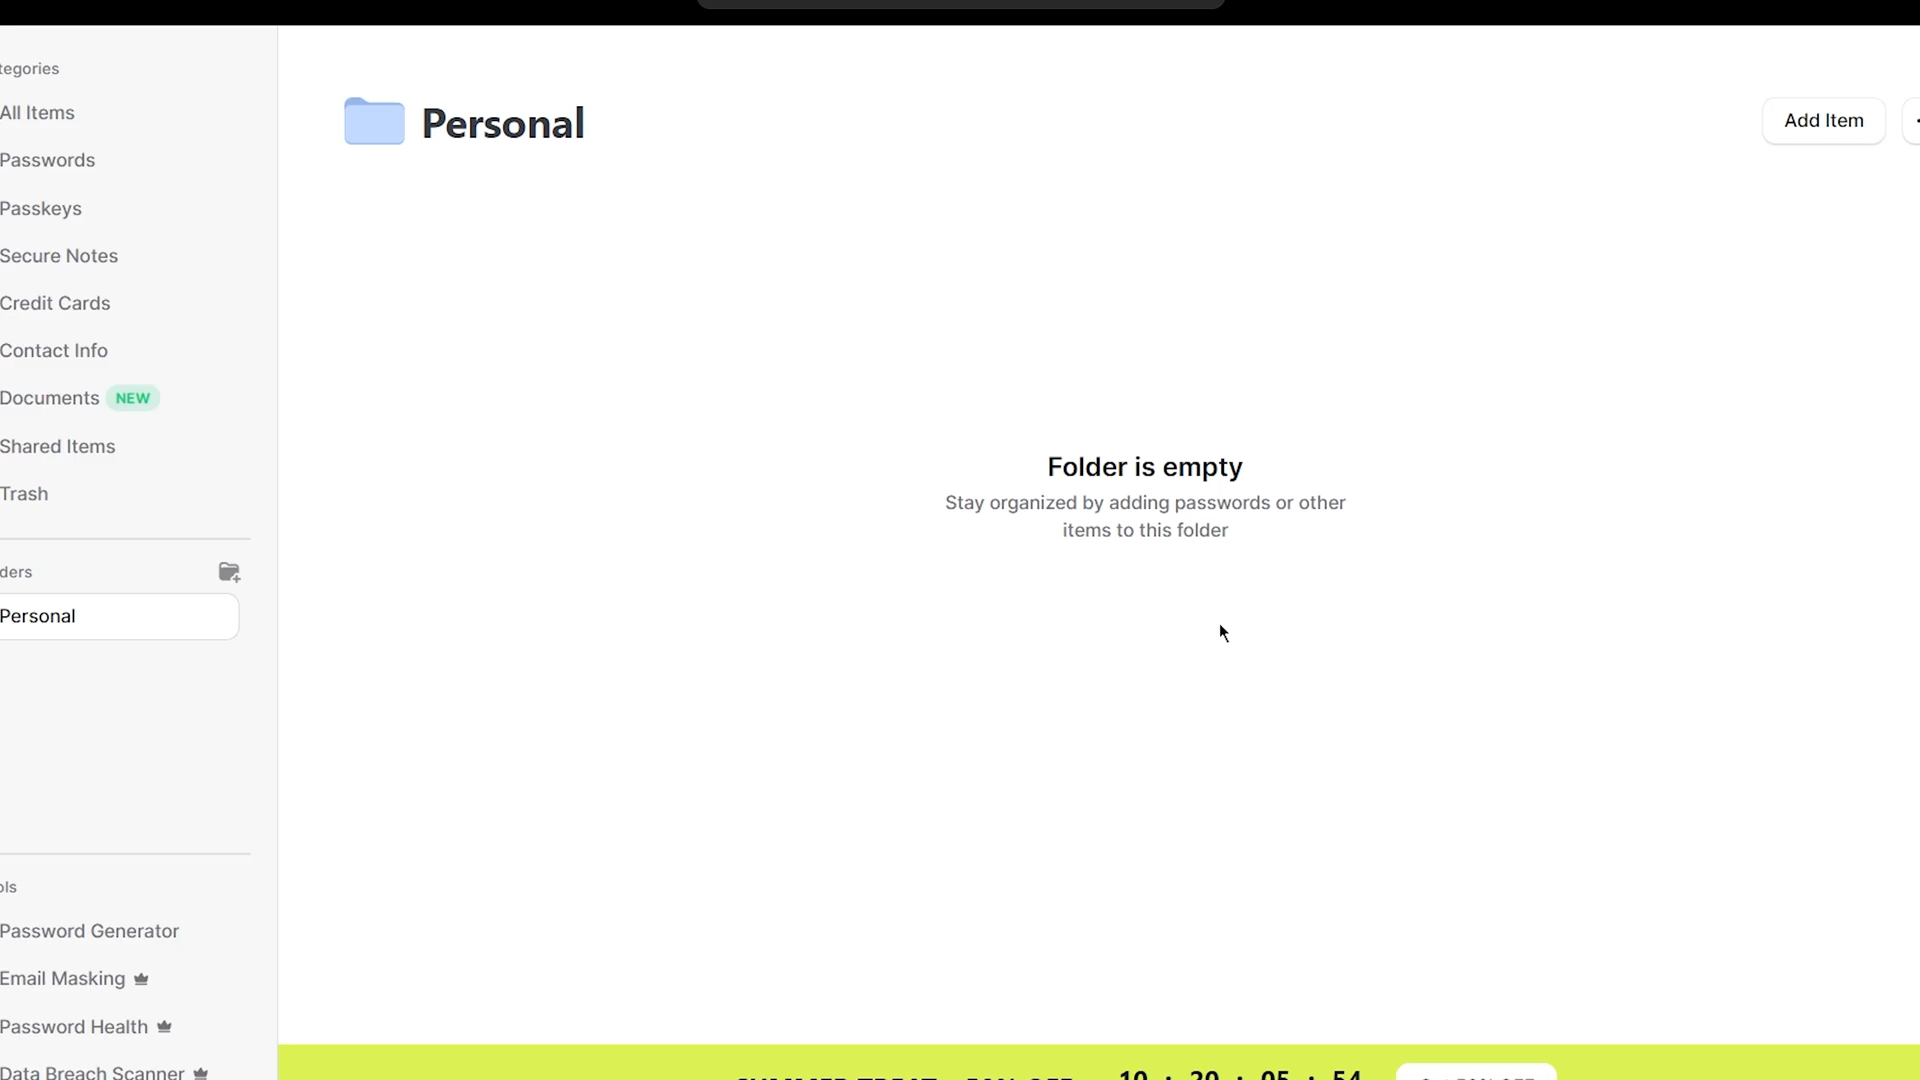 tegories
All Items
Passwords
Passkeys
Secure Notes
Credit Cards
Contact Info
Documents NEW
Shared Items
Trash
ders
Personal
ols
Password Generator
Email Masking
Password Health
Data Breach Scanner
Personal
Add Item
Folder is empty
Stay organized by adding passwords or other
items to this folder
10 : 20 : 05 : 54